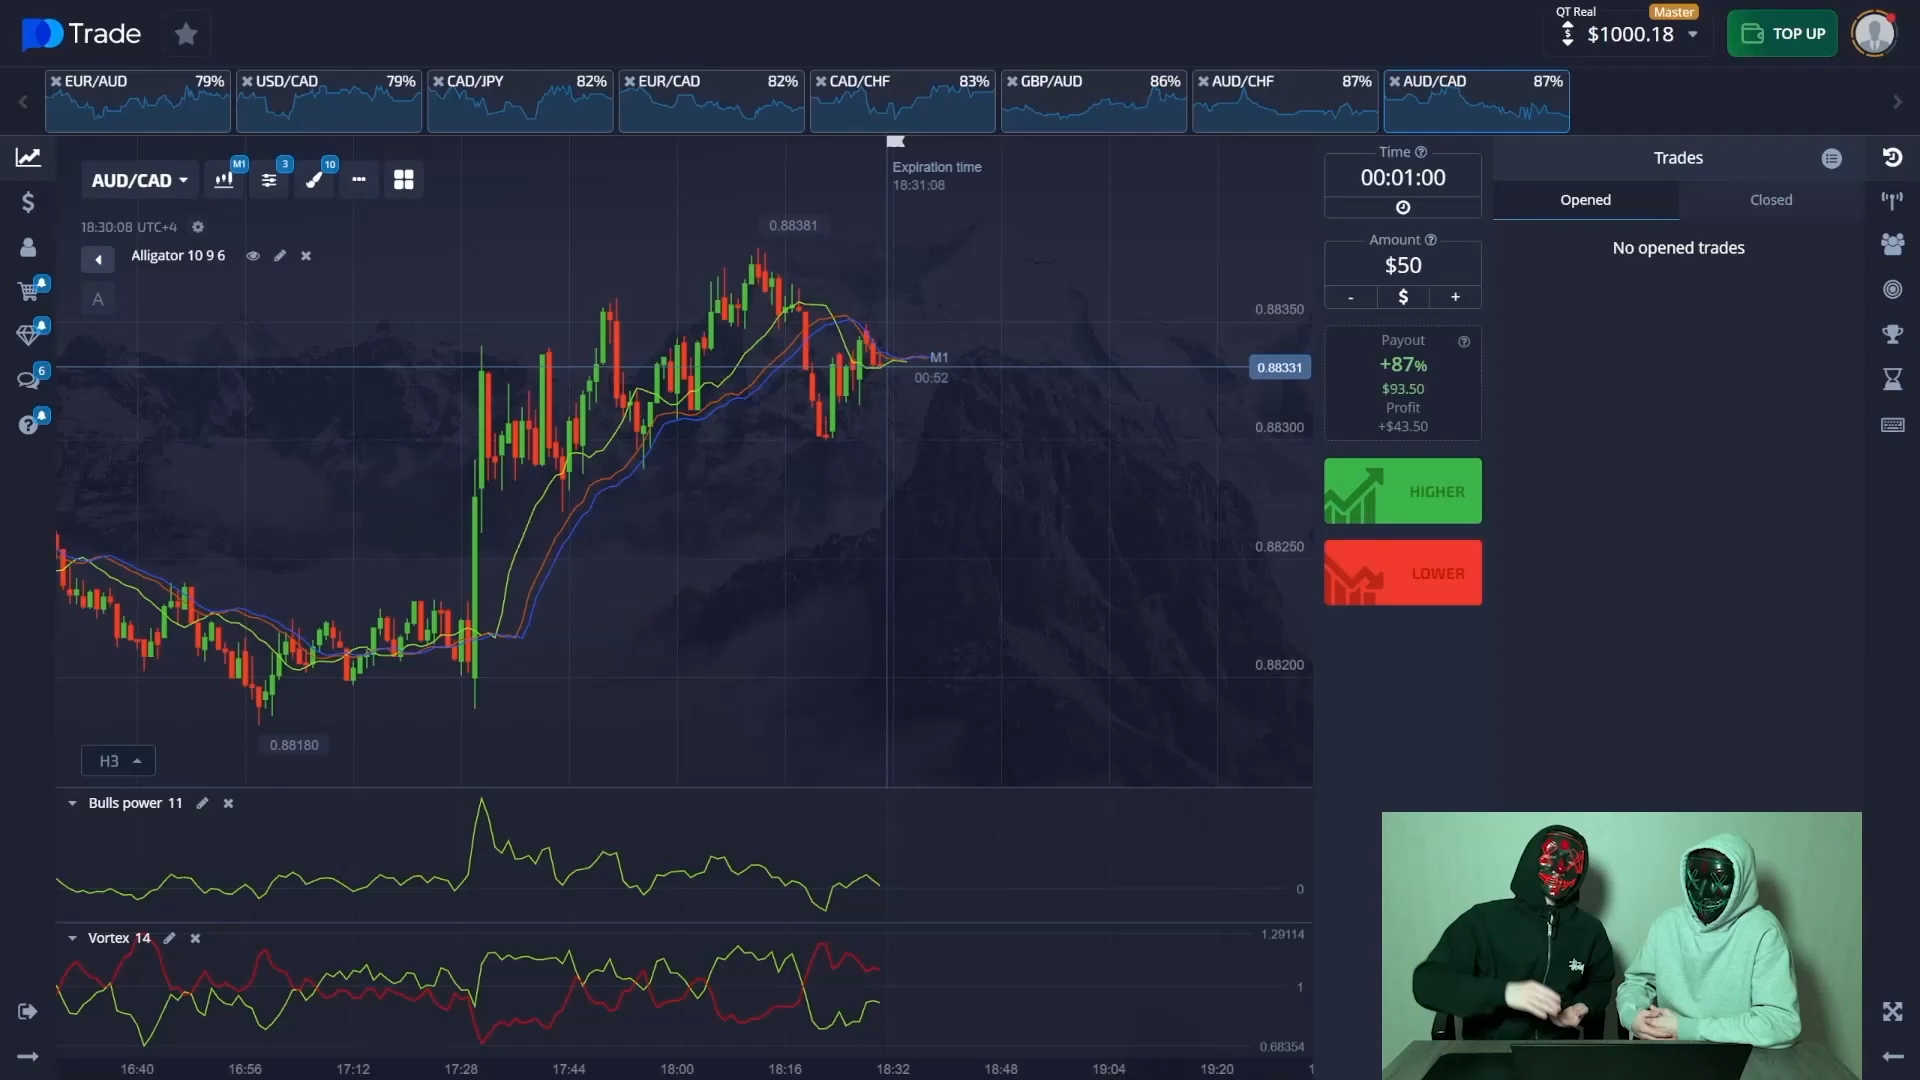 Trade
QT Real
Master
$1000.18
TOP UP
EUR/AUD 79%
USD/CAD 79%
CAD/JPY 82%
EUR/CAD 82%
CAD/CHF 83%
GBP/AUD 86%
AUD/CHF 87%
AUD/CAD 87%
AUD/CAD
M1
3
10
18:30:08 UTC+4
Alligator 10 9 6
A
Expiration time
18:31:08
0.88381
0.88350
M1
00:52
0.88331
0.88300
0.88250
0.88200
0.88180
H3
6
Time
00:01:00
Amount
$50
- $ +
Payout
+87%
$93.50
Profit
+$43.50
HIGHER
LOWER
Trades
Opened
Closed
No opened trades
Bulls power 11
0
Vortex 14
1.29114
1
0.68354
16:40 16:56 17:12 17:28 17:44 18:00 18:16 18:32 18:48 19:04 19:20